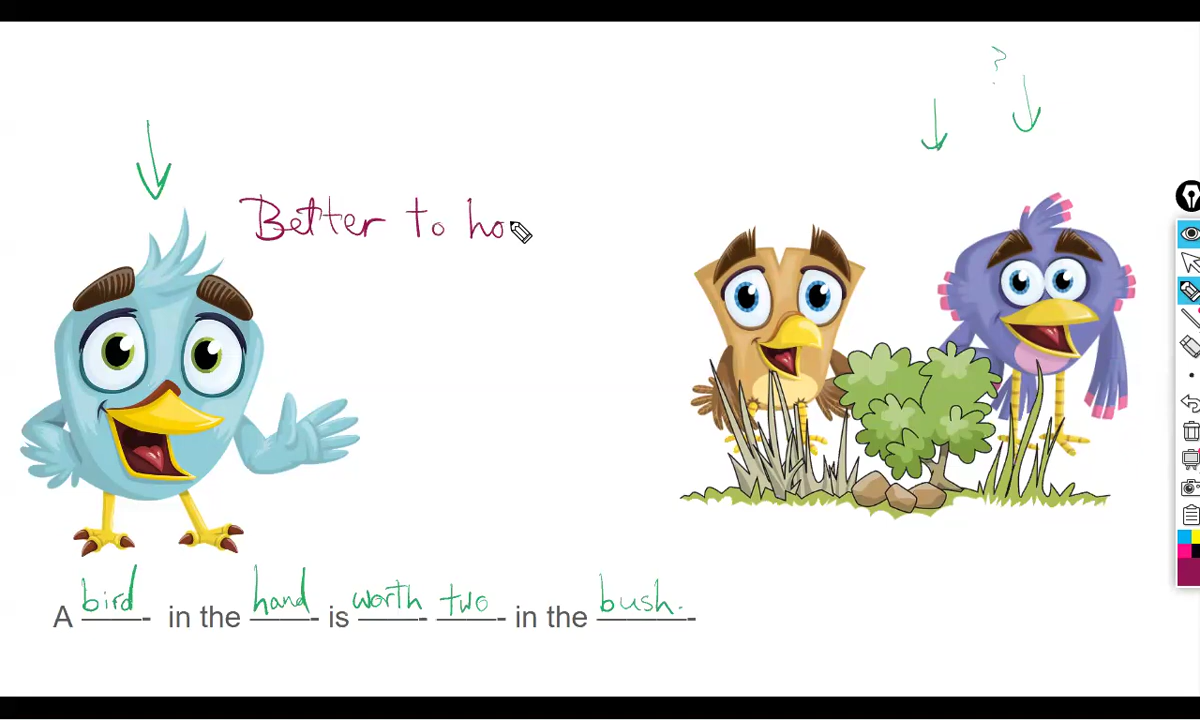 ?
Better to ho
A bird in the hand is worth two in the bush.